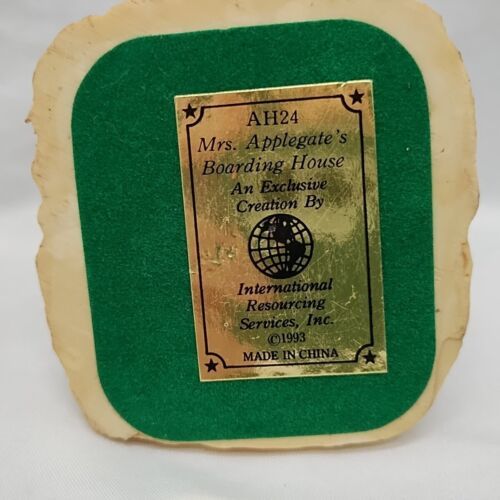 AH24
Mrs. Applegate's
Boarding House
An Exclusive
Creation By
International
Resourcing
Services, Inc.
©1993
MADE IN CHINA